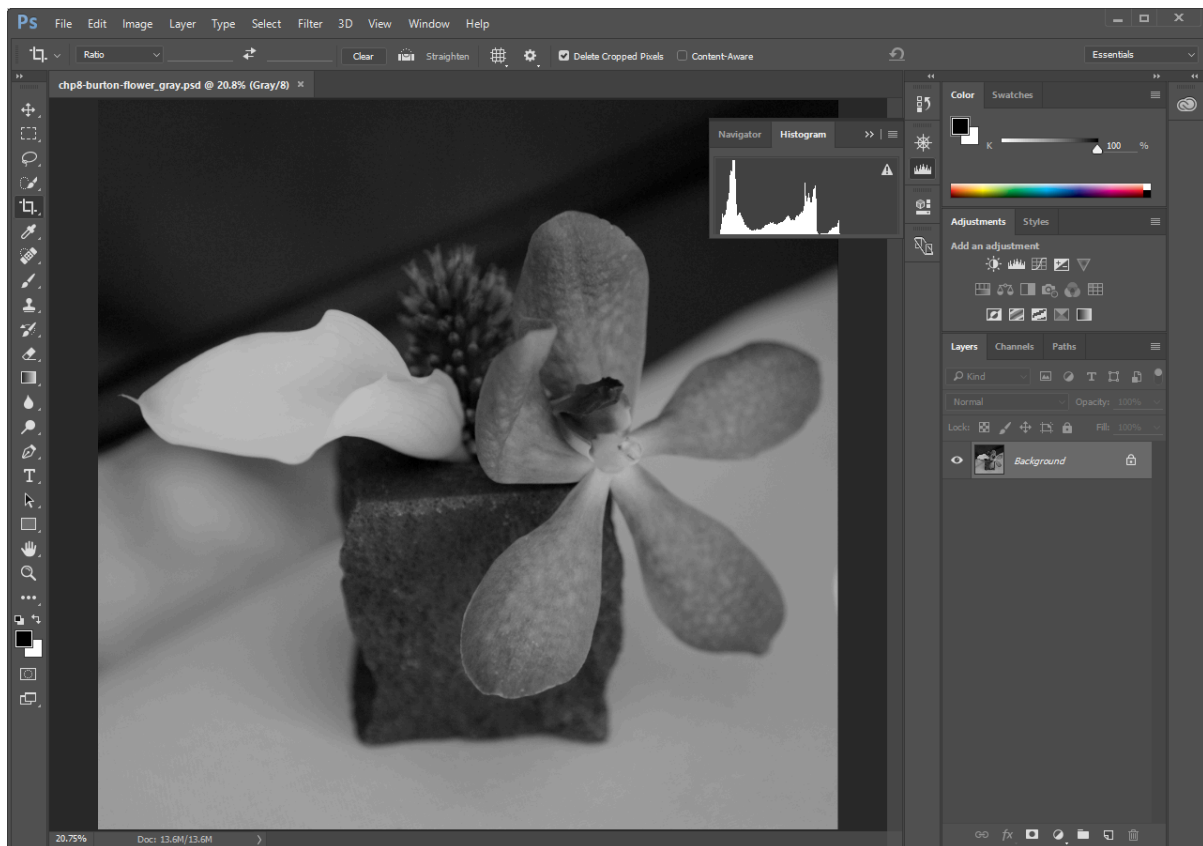 Ps File Edit Image Layer Type Select Filter 3D View Window Help
Ratio Clear Straighten Delete Cropped Pixels Content-Aware Essentials
chp8-burton-flower_gray.psd @ 20.8% (Gray/8) ×
Navigator Histogram
Color Swatches
K 100 %
Adjustments Styles
Add an adjustment
Layers Channels Paths
Kind
Normal Opacity: 100%
Lock: Fill: 100%
Background
fx
20.75% Doc: 13.6M/13.6M